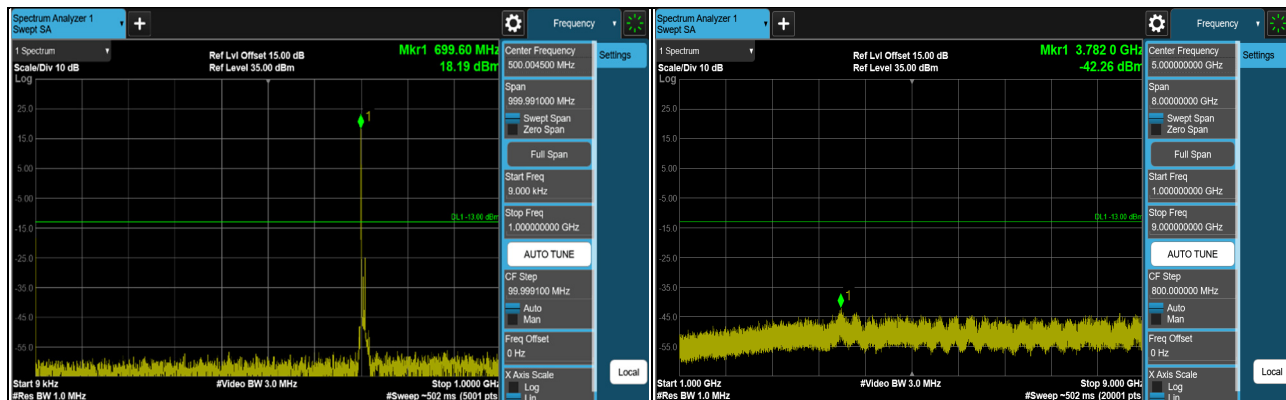 Spectrum Analyzer 1
Swept SA
+
Frequency
1 Spectrum
Ref Lvl Offset 15.00 dB
Mkr1 699.60 MHz
Scale/Div 10 dB
Ref Level 35.00 dBm
18.19 dBm
Log
25.0
15.0
5.00
-5.00
-15.0
-25.0
-35.0
-45.0
-55.0
1
DL1 -13.00 dBm
Start 9 kHz
#Video BW 3.0 MHz
Stop 1.0000 GHz
#Res BW 1.0 MHz
#Sweep ~502 ms (5001 pts
Center Frequency
500.004500 MHz
Settings
Span
999.991000 MHz
Swept Span
Zero Span
Full Span
Start Freq
9.000 kHz
Stop Freq
1.000000000 GHz
AUTO TUNE
CF Step
99.999100 MHz
Auto
Man
Freq Offset
0 Hz
X Axis Scale
Log
Lin
Local
Spectrum Analyzer 1
Swept SA
+
Frequency
1 Spectrum
Ref Lvl Offset 15.00 dB
Mkr1 3.782 0 GHz
Scale/Div 10 dB
Ref Level 35.00 dBm
-42.26 dBm
Log
25.0
15.0
5.00
-5.00
-15.0
-25.0
-35.0
-45.0
-55.0
1
DL1 -13.00 dBm
Start 1.000 GHz
#Video BW 3.0 MHz
Stop 9.000 GHz
#Res BW 1.0 MHz
#Sweep ~502 ms (20001 pts
Center Frequency
5.000000000 GHz
Settings
Span
8.00000000 GHz
Swept Span
Zero Span
Full Span
Start Freq
1.000000000 GHz
Stop Freq
9.000000000 GHz
AUTO TUNE
CF Step
800.000000 MHz
Auto
Man
Freq Offset
0 Hz
X Axis Scale
Log
Lin
Local